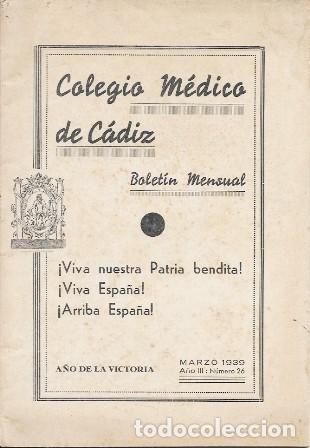 Colegio Médico
de Cádiz
Boletín Mensual
¡Viva nuestra Patria bendita!
¡Viva España!
¡Arriba España!
AÑO DE LA VICTORIA
MARZO 1939
Año III : Número 26
todocoleccion.net